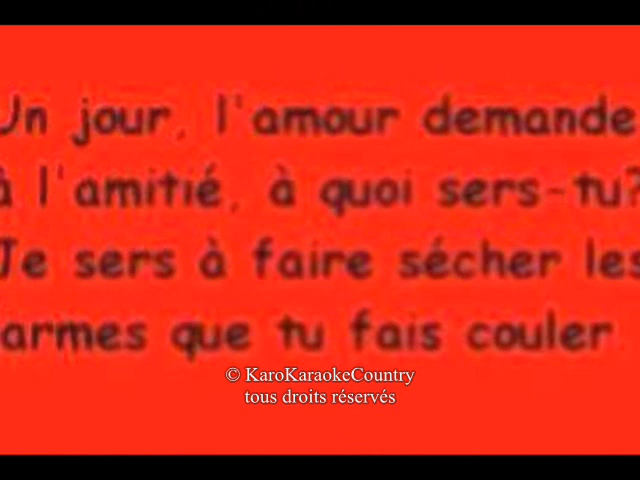 Un jour, l'amour demande
à l'amitié, à quoi sers-tu?
Je sers à faire sécher les
armes que tu fais couler
© KaroKaraokeCountry
tous droits réservés